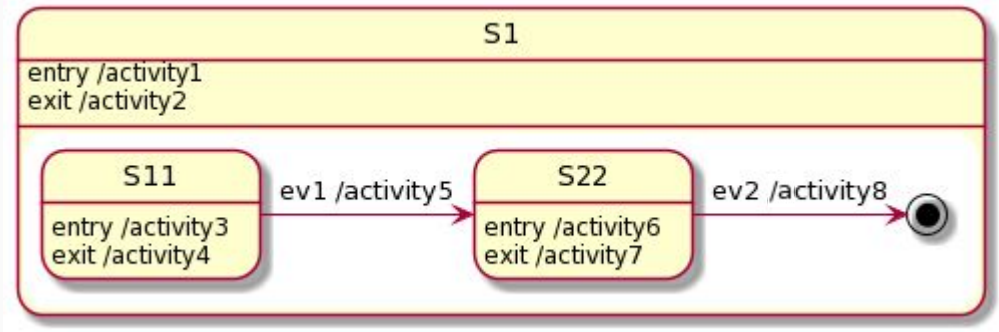 S1
entry /activity1
exit /activity2
S11
entry /activity3
exit /activity4
ev1 /activity5
S22
entry /activity6
exit /activity7
ev2 /activity8